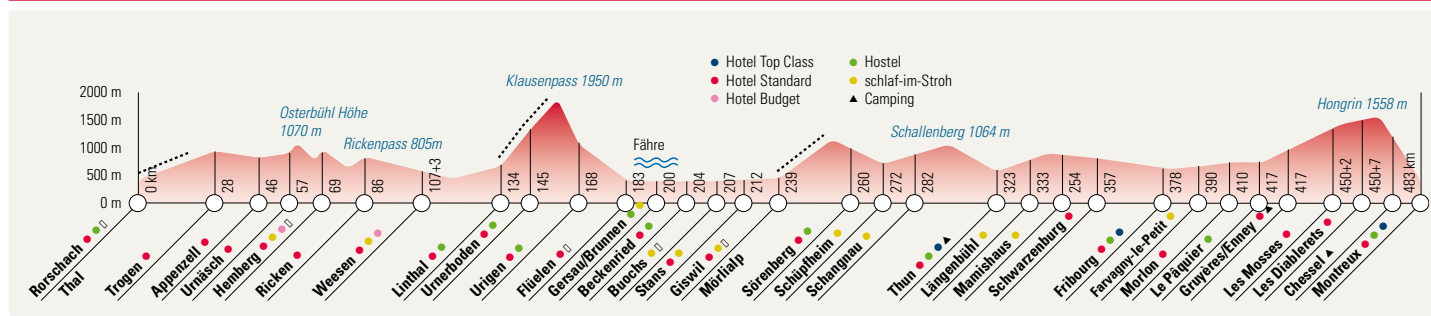 Hotel Top Class
Hotel Standard
Hotel Budget
Hostel
schlaf-im-Stroh
Camping
2000 m
1500 m
1000 m
500 m
0 m
Osterbühl Höhe
1070 m
Rickenpass 805m
Klausenpass 1950 m
Fähre
Schallenberg 1064 m
Hongrin 1558 m
0 km
28
46
57
69
86
107+3
134
145
168
183
200
204
207
212
239
260
272
282
323
333
254
357
370
390
410
417
417
450+2
450+7
483 km
Rorschach
Thal
Trogen
Appenzell
Urnäsch
Hemberg
Ricken
Weesen
Linthal
Urnerboden
Urigen
Flüelen
Gersau/Brunnen
Beckenried
Buochs
Stans
Giswil
Mörtialp
Sörenberg
Schüpfheim
Schangnau
Thun
Längenbühl
Mamishaus
Schwarzenburg
Fribourg
Farvagny-le-Petit
Morlon
Le Pâquier
Gruyères/Enney
Les Mosses
Les Diablerets
Chessel
Montreux